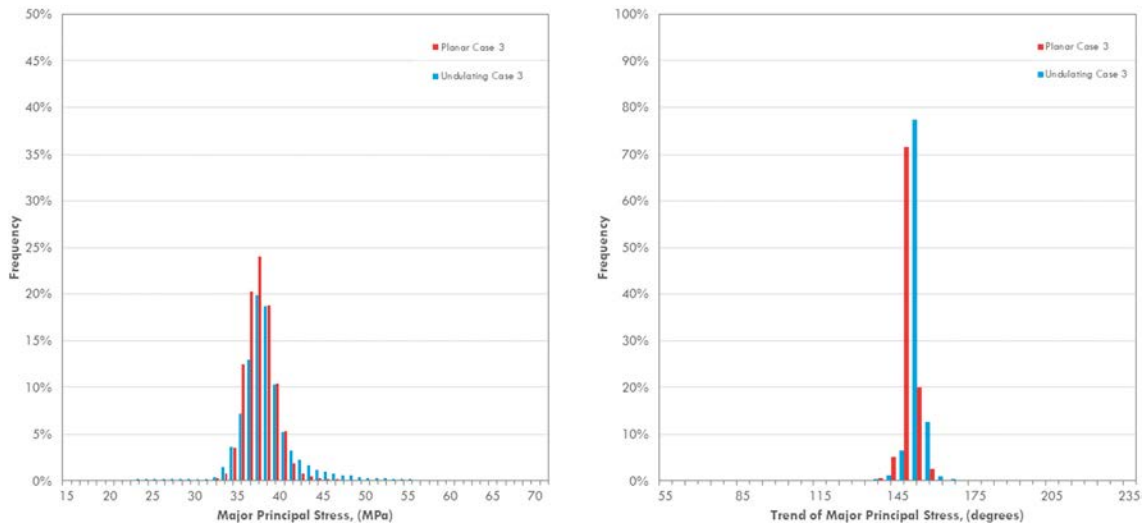 50%
45%
40%
35%
30%
25%
20%
15%
10%
5%
0%
Frequency
Planar Case 3
Undulating Case 3
15 20 25 30 35 40 45 50 55 60 65 70
Major Principal Stress, (MPa)
100%
90%
80%
70%
60%
50%
40%
30%
20%
10%
0%
Frequency
Planar Case 3
Undulating Case 3
55 85 115 145 175 205 235
Trend of Major Principal Stress, (degrees)